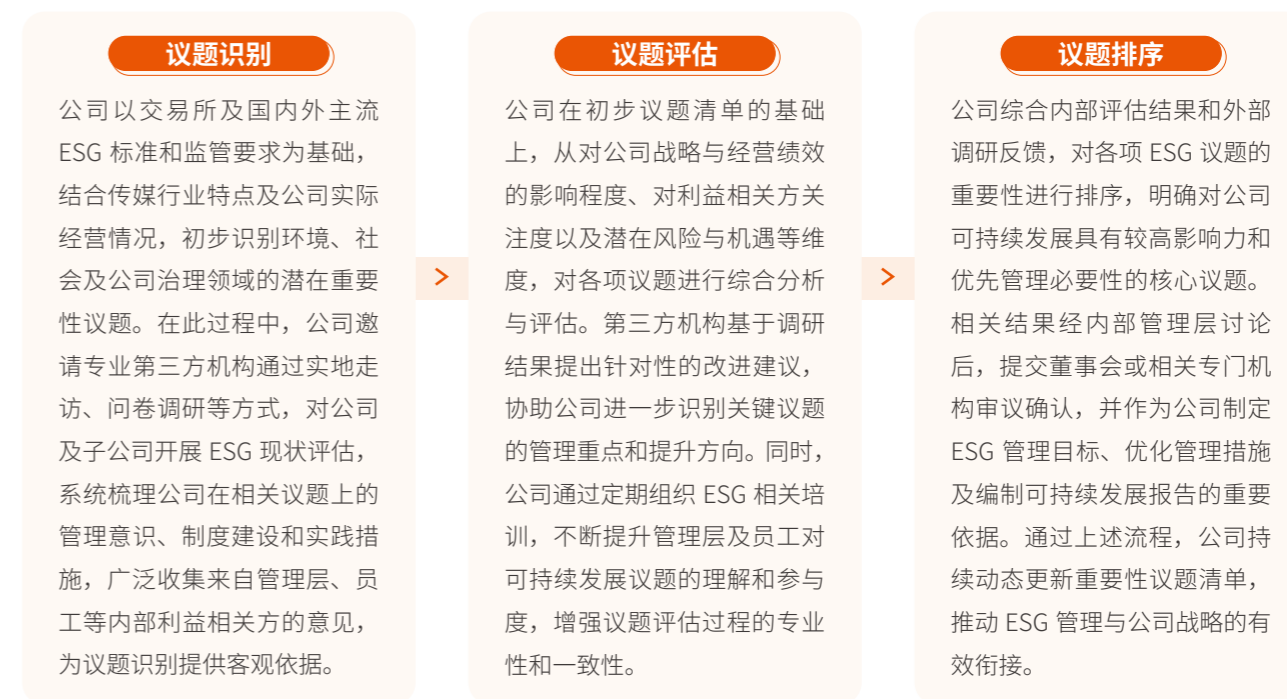 议题识别
公司以交易所及国内外主流
ESG 标准和监管要求为基础，
结合传媒行业特点及公司实际
经营情况，初步识别环境、社
会及公司治理领域的潜在重要
性议题。在此过程中，公司邀
请专业第三方机构通过实地走
访、问卷调研等方式，对公司
及子公司开展 ESG 现状评估，
系统梳理公司在相关议题上的
管理意识、制度建设和实践措
施，广泛收集来自管理层、员
工等内部利益相关方的意见，
为议题识别提供客观依据。
>
议题评估
公司在初步议题清单的基础
上，从对公司战略与经营绩效
的影响程度、对利益相关方关
注度以及潜在风险与机遇等维
度，对各项议题进行综合分析
与评估。第三方机构基于调研
结果提出针对性的改进建议，
协助公司进一步识别关键议题
的管理重点和提升方向。同时，
公司通过定期组织 ESG 相关培
训，不断提升管理层及员工对
可持续发展议题的理解和参与
度，增强议题评估过程的专业
性和一致性。
>
议题排序
公司综合内部评估结果和外部
调研反馈，对各项 ESG 议题的
重要性进行排序，明确对公司
可持续发展具有较高影响力和
优先管理必要性的核心议题。
相关结果经内部管理层讨论
后，提交董事会或相关专门机
构审议确认，并作为公司制定
ESG 管理目标、优化管理措施
及编制可持续发展报告的重要
依据。通过上述流程，公司持
续动态更新重要性议题清单，
推动 ESG 管理与公司战略的有
效衔接。